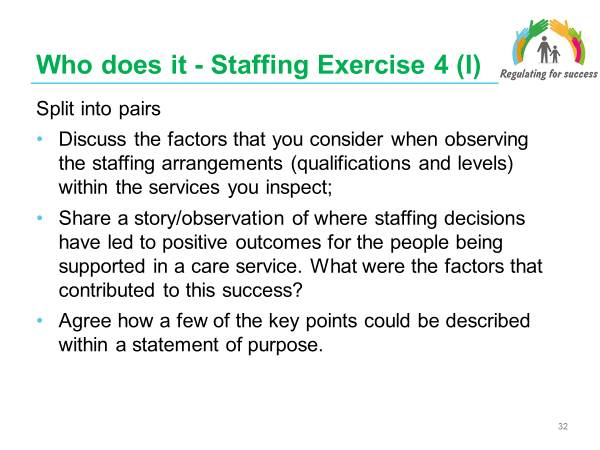 Who does it - Staffing Exercise 4 (I)
Regulating for success
Split into pairs
• Discuss the factors that you consider when observing
the staffing arrangements (qualifications and levels)
within the services you inspect;
• Share a story/observation of where staffing decisions
have led to positive outcomes for the people being
supported in a care service. What were the factors that
contributed to this success?
• Agree how a few of the key points could be described
within a statement of purpose.
32